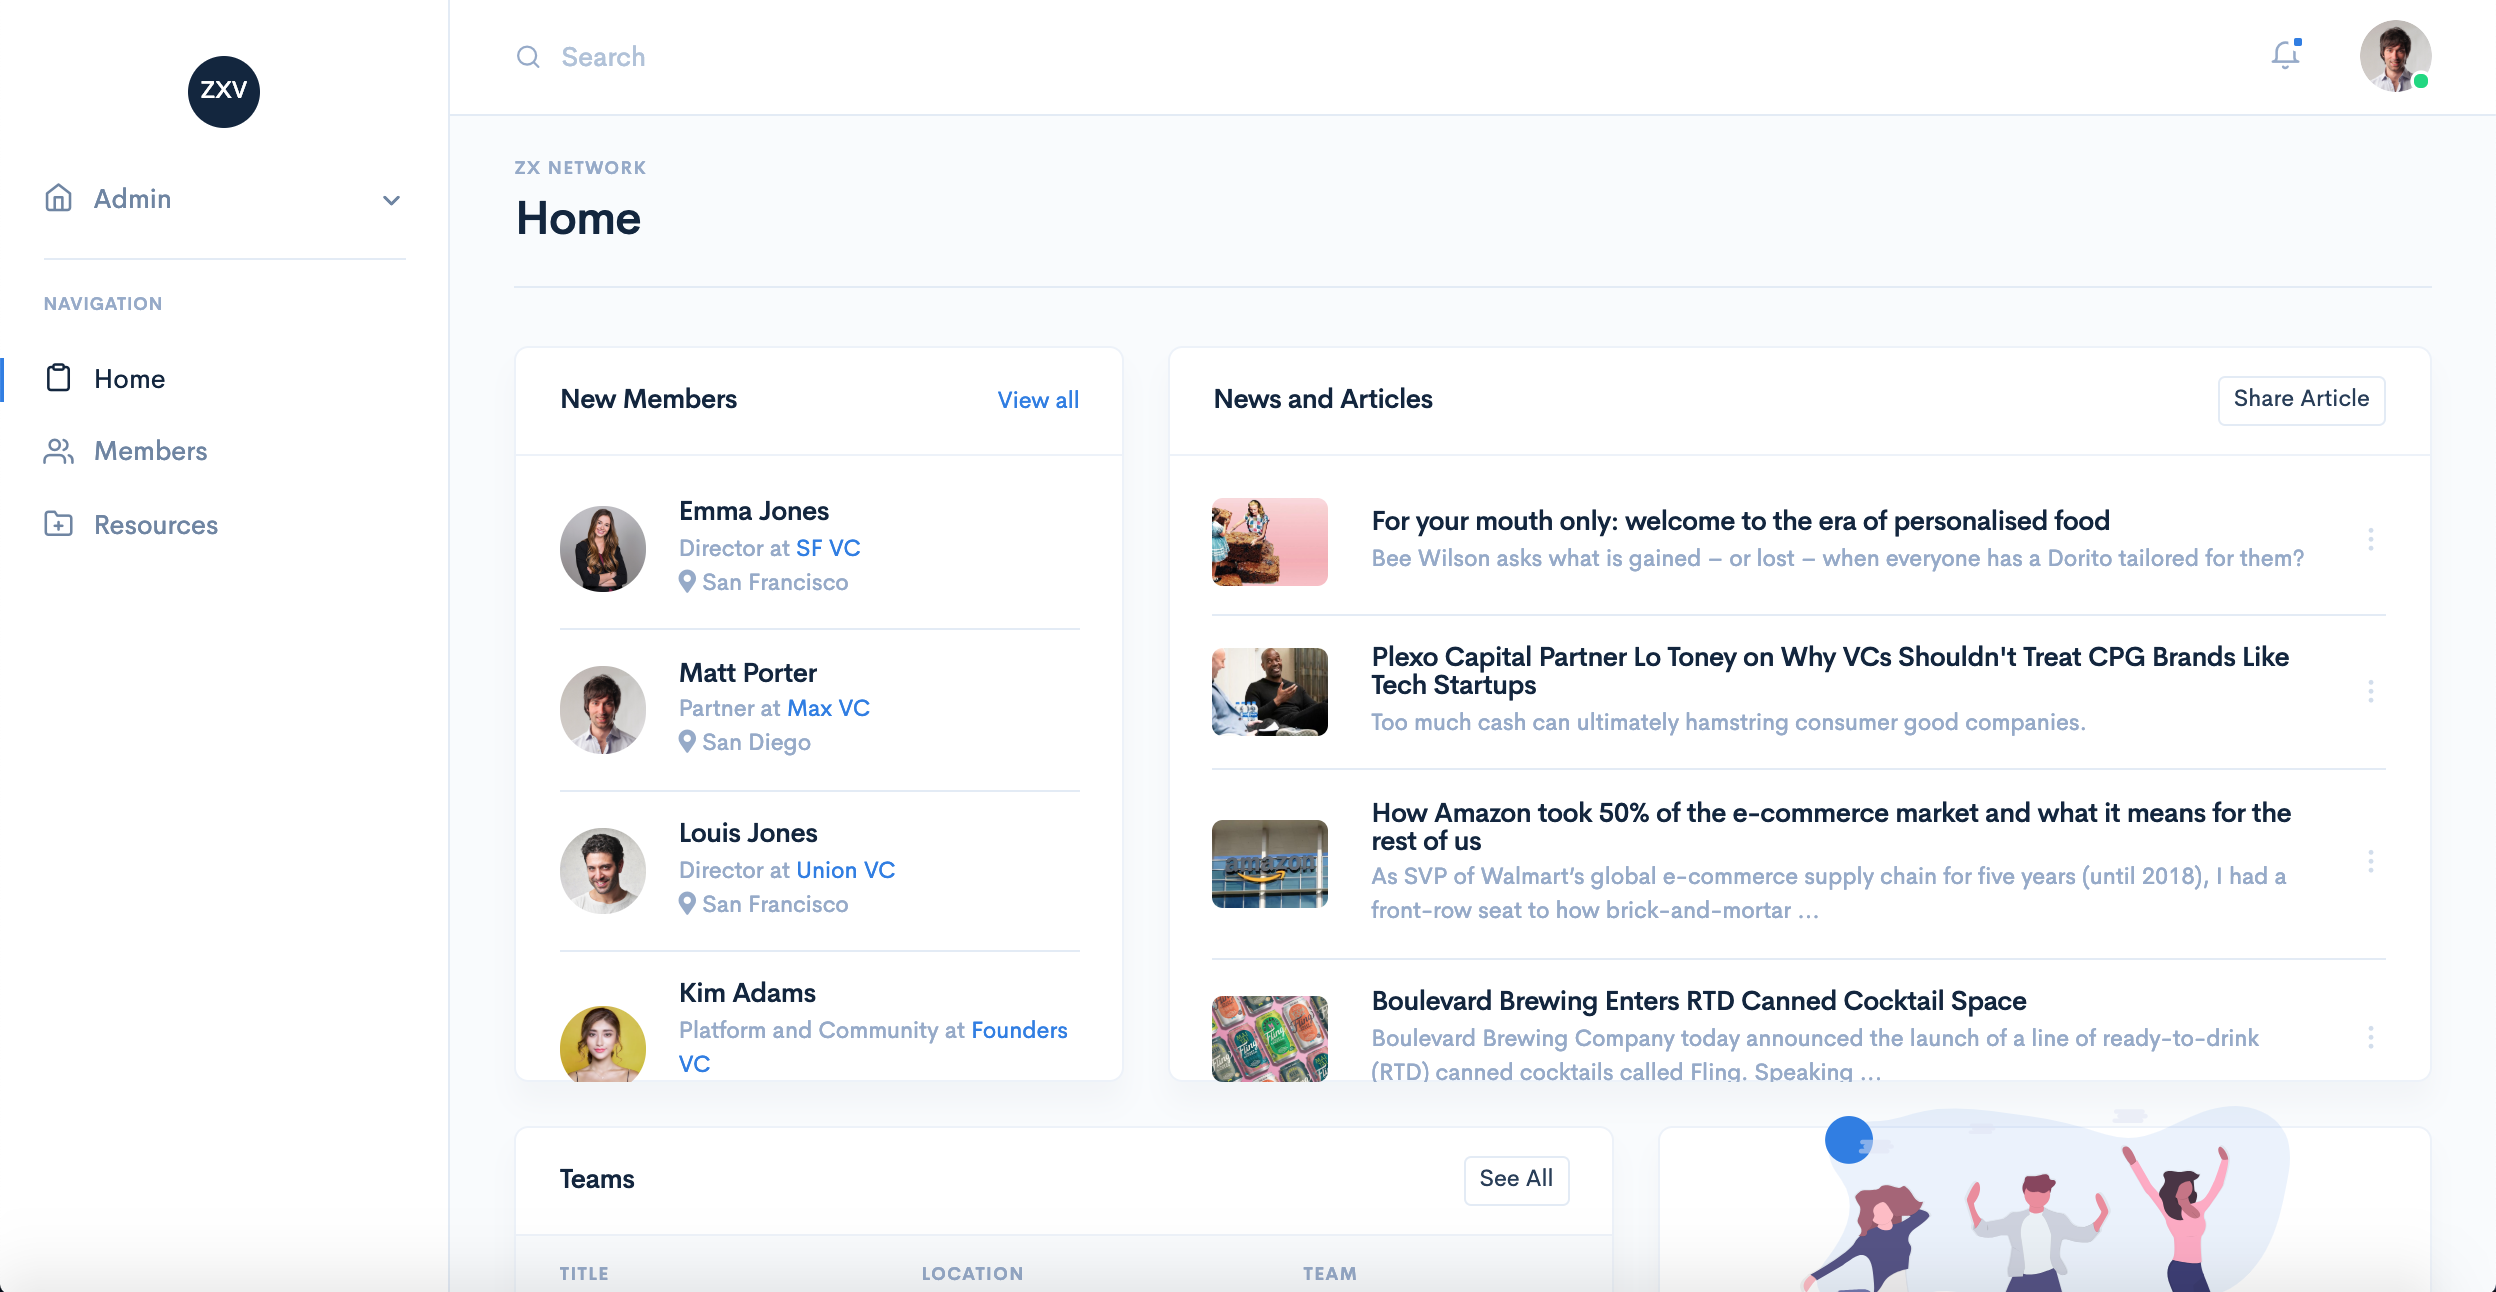 ZXV
Admin
NAVIGATION
Home
Members
Resources
Search
ZX NETWORK
Home
New Members
View all
Emma Jones
Director at SF VC
San Francisco
Matt Porter
Partner at Max VC
San Diego
Louis Jones
Director at Union VC
San Francisco
Kim Adams
Platform and Community at Founders
VC
News and Articles
Share Article
For your mouth only: welcome to the era of personalised food
Bee Wilson asks what is gained – or lost – when everyone has a Dorito tailored for them?
Plexo Capital Partner Lo Toney on Why VCs Shouldn't Treat CPG Brands Like
Tech Startups
Too much cash can ultimately hamstring consumer good companies.
amazon
How Amazon took 50% of the e-commerce market and what it means for the
rest of us
As SVP of Walmart’s global e-commerce supply chain for five years (until 2018), I had a
front-row seat to how brick-and-mortar ...
Fling
Fling
Fling
Boulevard Brewing Enters RTD Canned Cocktail Space
Boulevard Brewing Company today announced the launch of a line of ready-to-drink
(RTD) canned cocktails called Fling. Speaking ...
Teams
See All
TITLE
LOCATION
TEAM